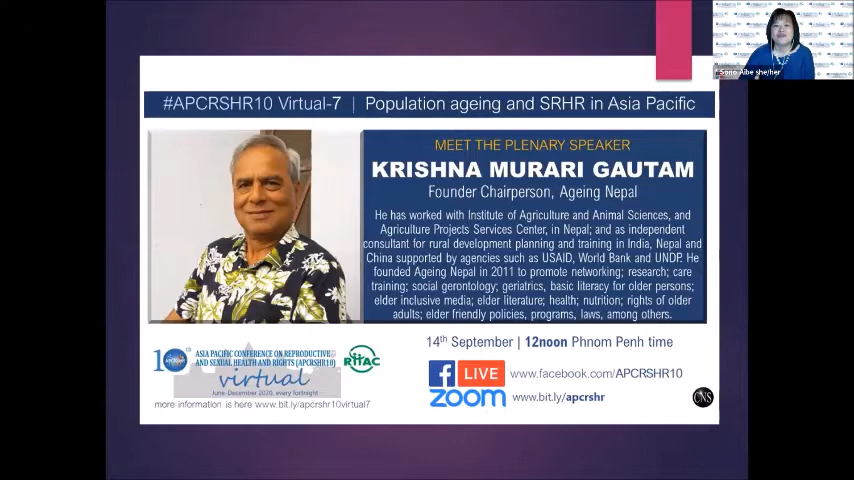 Sono Aibe she/her
#APCRSHR10 Virtual-7 | Population ageing and SRHR in Asia Pacific
MEET THE PLENARY SPEAKER
KRISHNA MURARI GAUTAM
Founder Chairperson, Ageing Nepal
He has worked with Institute of Agriculture and Animal Sciences, and
Agriculture Projects Services Center, in Nepal; and as independent
consultant for rural development planning and training in India, Nepal and
China supported by agencies such as USAID, World Bank and UNDP. He
founded Ageing Nepal in 2011 to promote networking; research; care
training; social gerontology; geriatrics, basic literacy for older persons;
elder inclusive media; elder literature; health; nutrition; rights of older
adults; elder friendly policies, programs, laws, among others.
14th September | 12noon Phnom Penh time
10th ASIA PACIFIC CONFERENCE ON REPRODUCTIVE
AND SEXUAL HEALTH AND RIGHTS (APCRSHR10)
virtual
June-December 2020, every fortnight
RHAC
more information is here www.bit.ly/apcrshr10virtual7
f LIVE www.facebook.com/APCRSHR10
zoom www.bit.ly/apcrshr
CNS